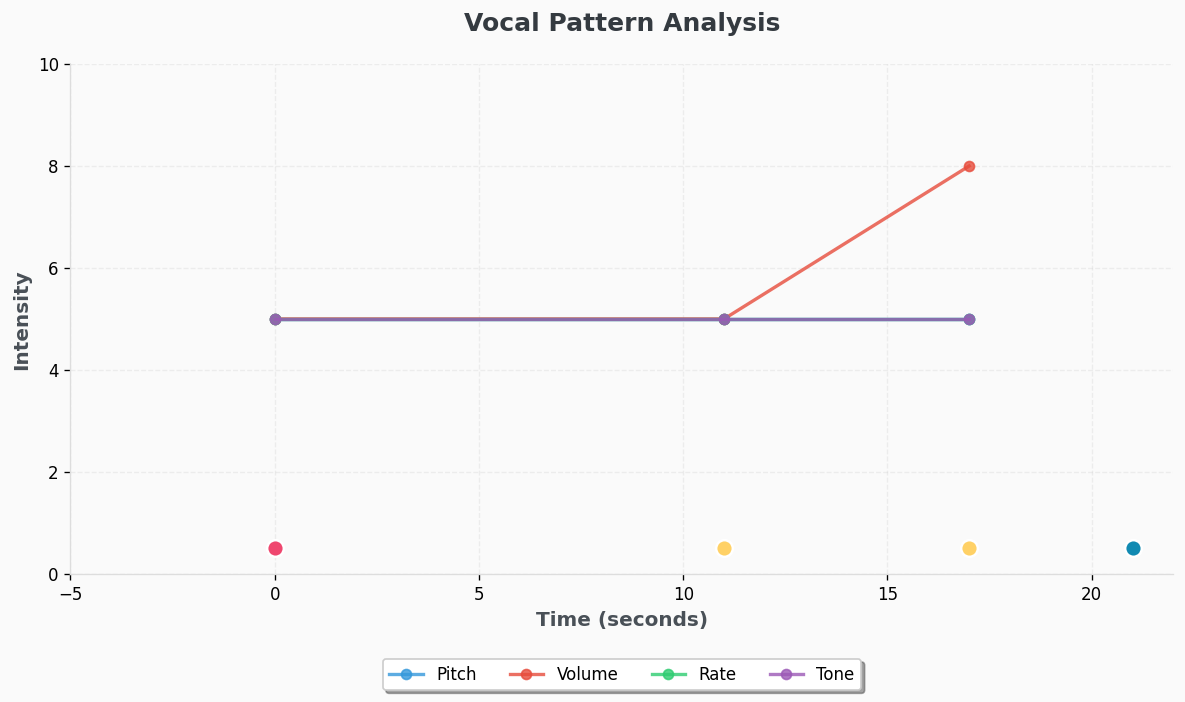 Vocal Pattern Analysis
10
8
6
4
2
0
Intensity
−5 0 5 10 15 20
Time (seconds)
Pitch Volume Rate Tone